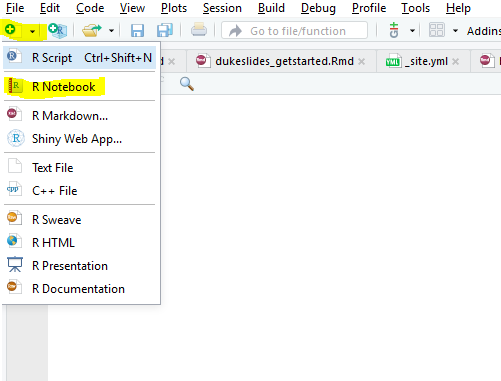 File Edit Code View Plots Session Build Debug Profile Tools Help
Go to file/function Addins
R Script Ctrl+Shift+N
dukeslides_getstarted.Rmd _site.yml
R Notebook
R Markdown...
Shiny Web App...
Text File
C++ File
R Sweave
R HTML
R Presentation
R Documentation